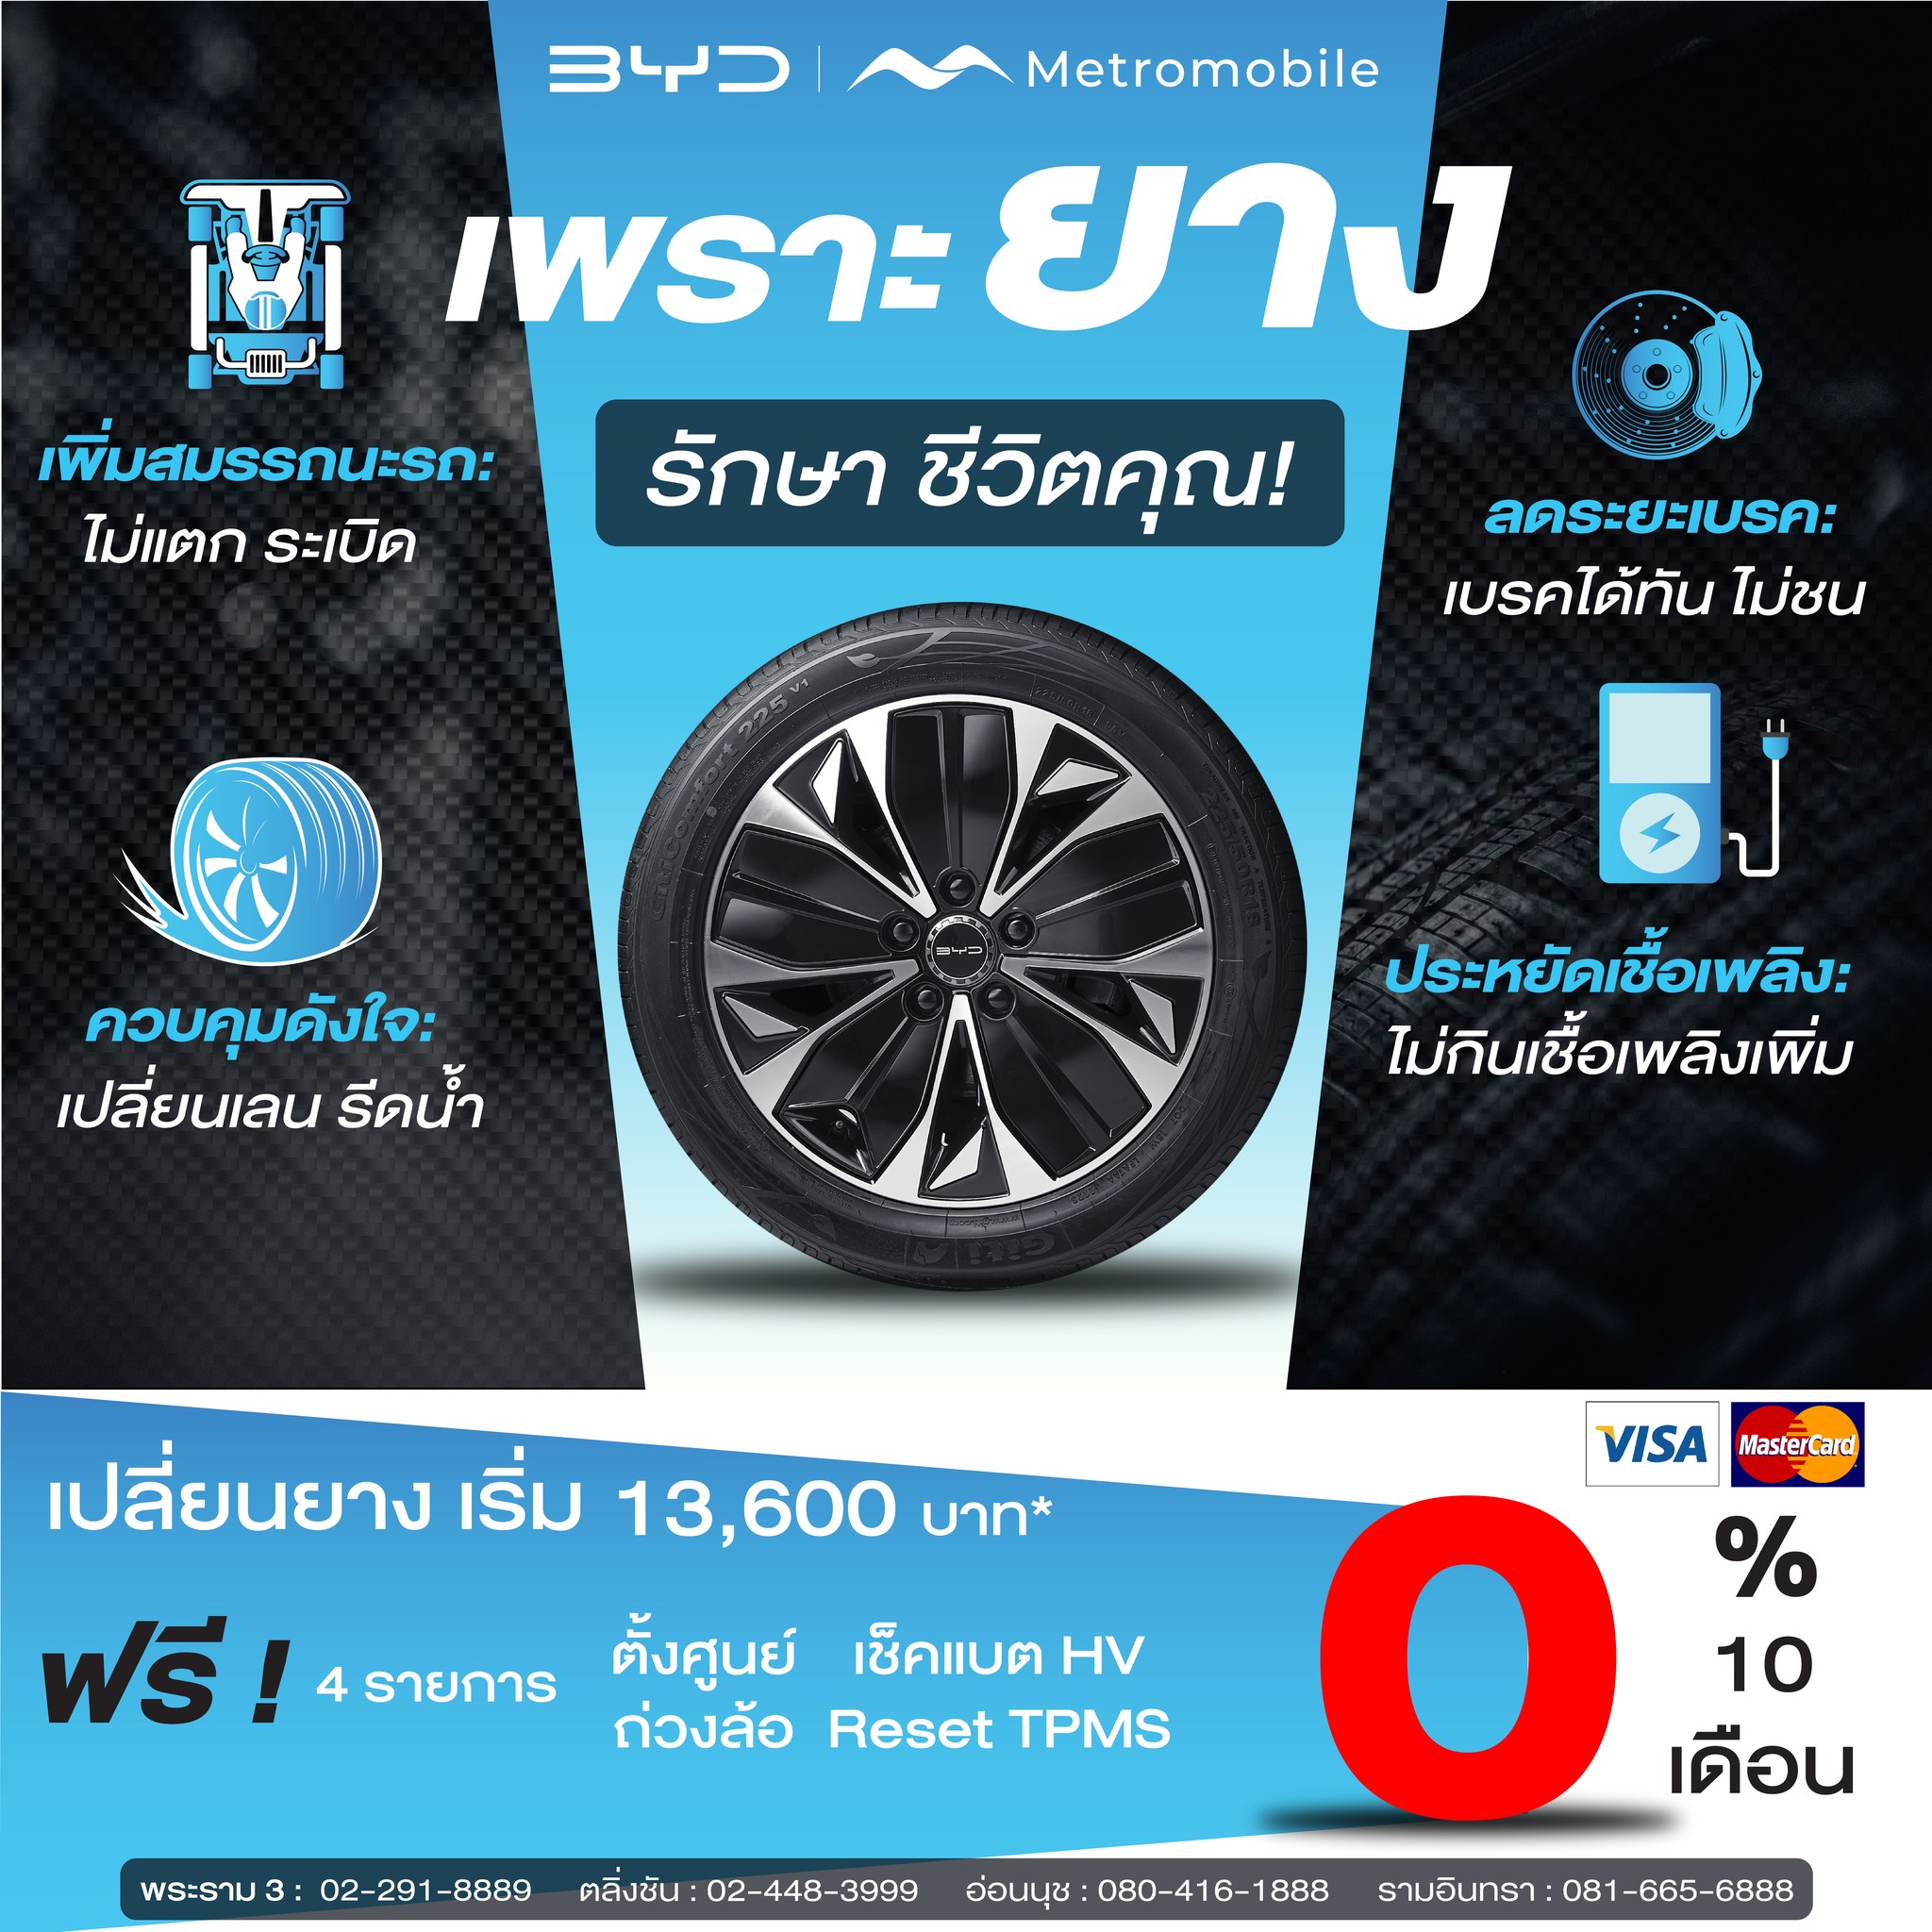 BYD | Metromobile
เพราะ ยาง
รักษา ชีวิตคุณ!
เพิ่มสมรรถนะรถ:
ไม่แตก ระเบิด
ลดระยะเบรค:
เบรคได้ทัน ไม่ชน
ควบคุมดังใจ:
เปลี่ยนเลน รีดน้ำ
ประหยัดเชื้อเพลิง:
ไม่กินเชื้อเพลิงเพิ่ม
Giticomfort 225 V1
225/50R18
BYD
Giti
VISA MasterCard
เปลี่ยนยาง เริ่ม 13,600 บาท*
ฟรี ! 4 รายการ
ตั้งศูนย์ เช็คแบต HV
ถ่วงล้อ Reset TPMS
0 %
10
เดือน
พระราม 3 : 02-291-8889 ตลิ่งชัน : 02-448-3999 อ่อนนุช : 080-416-1888 รามอินทรา : 081-665-6888